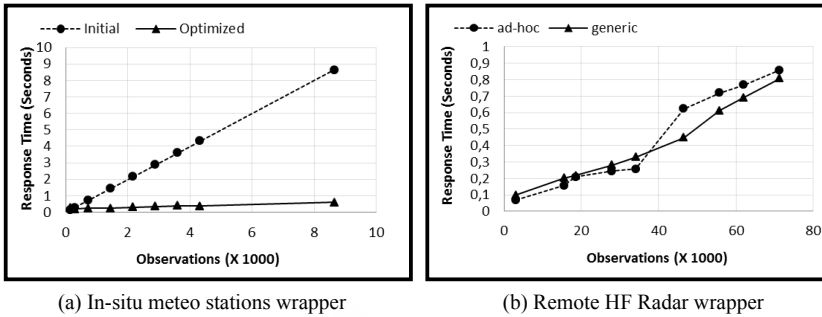 Initial Optimized
10
9
8
7
6
5
4
3
2
1
0
Response Time (Seconds)
0 2 4 6 8 10
Observations (X 1000)
(a) In-situ meteo stations wrapper
ad-hoc generic
1
0,9
0,8
0,7
0,6
0,5
0,4
0,3
0,2
0,1
0
Response Time (Seconds)
0 20 40 60 80
Observations (X 1000)
(b) Remote HF Radar wrapper